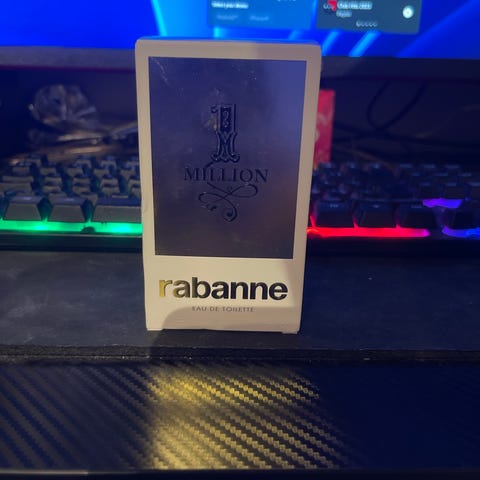 1
MILLION
rabanne
EAU DE TOILETTE